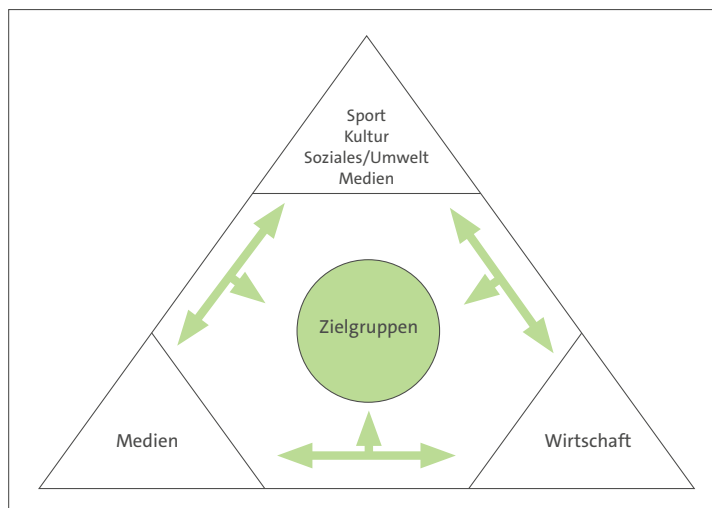 Sport
Kultur
Soziales/Umwelt
Medien
Zielgruppen
Medien
Wirtschaft